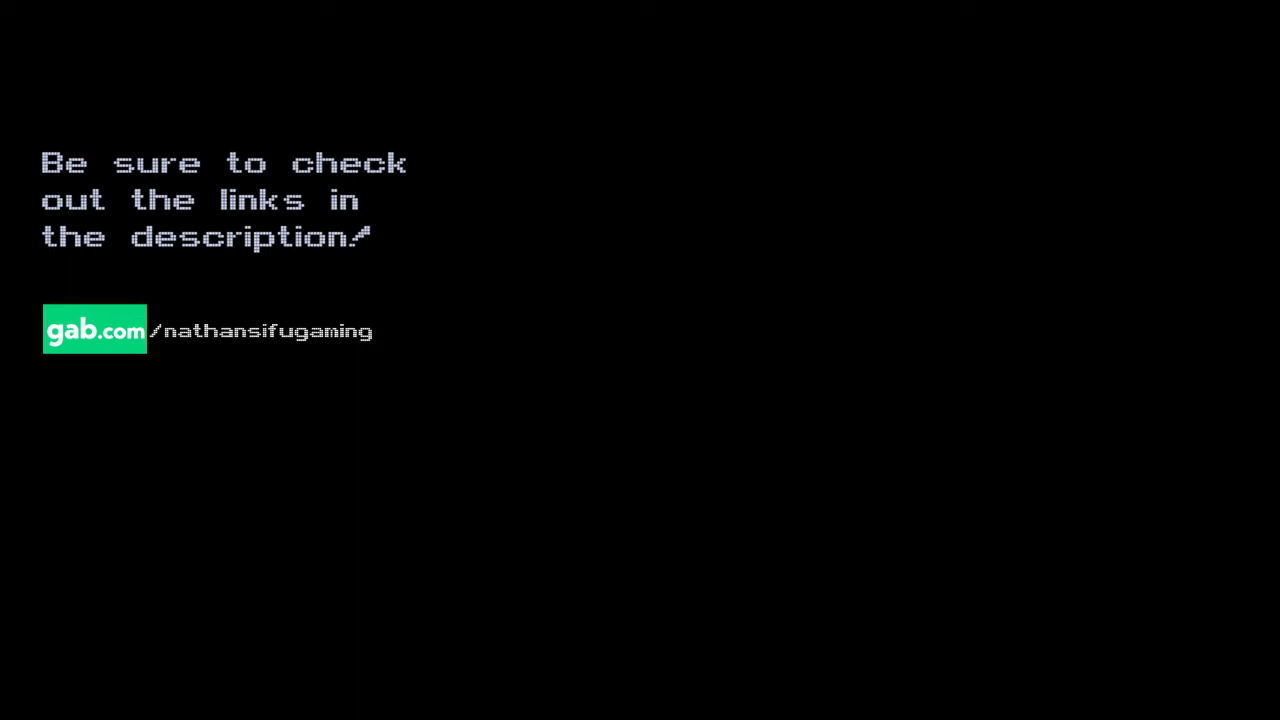 Be sure to check
out the links in
the description!
gab.com/nathansifugaming